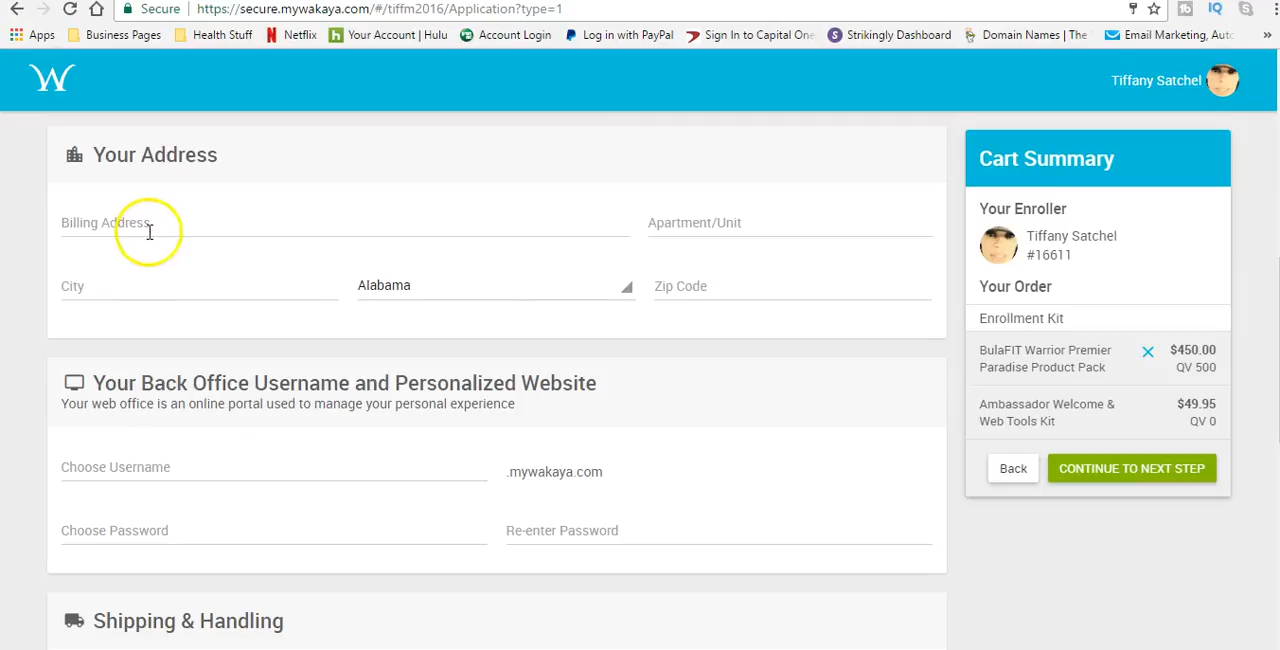 Secure
https://secure.mywakaya.com/#/tiffm2016/Application?type=1
Apps Business Pages Health Stuff Netflix Your Account | Hulu Account Login Log in with PayPal Sign In to Capital One Strikingly Dashboard Domain Names | The Email Marketing, Auto »
W
Tiffany Satchel
Your Address
Billing Address
Apartment/Unit
City
Alabama
Zip Code
Your Back Office Username and Personalized Website
Your web office is an online portal used to manage your personal experience
Choose Username
.mywakaya.com
Choose Password
Re-enter Password
Shipping & Handling
Cart Summary
Your Enroller
Tiffany Satchel
#16611
Your Order
Enrollment Kit
BulaFIT Warrior Premier $450.00
Paradise Product Pack QV 500
Ambassador Welcome & $49.95
Web Tools Kit QV 0
Back
CONTINUE TO NEXT STEP